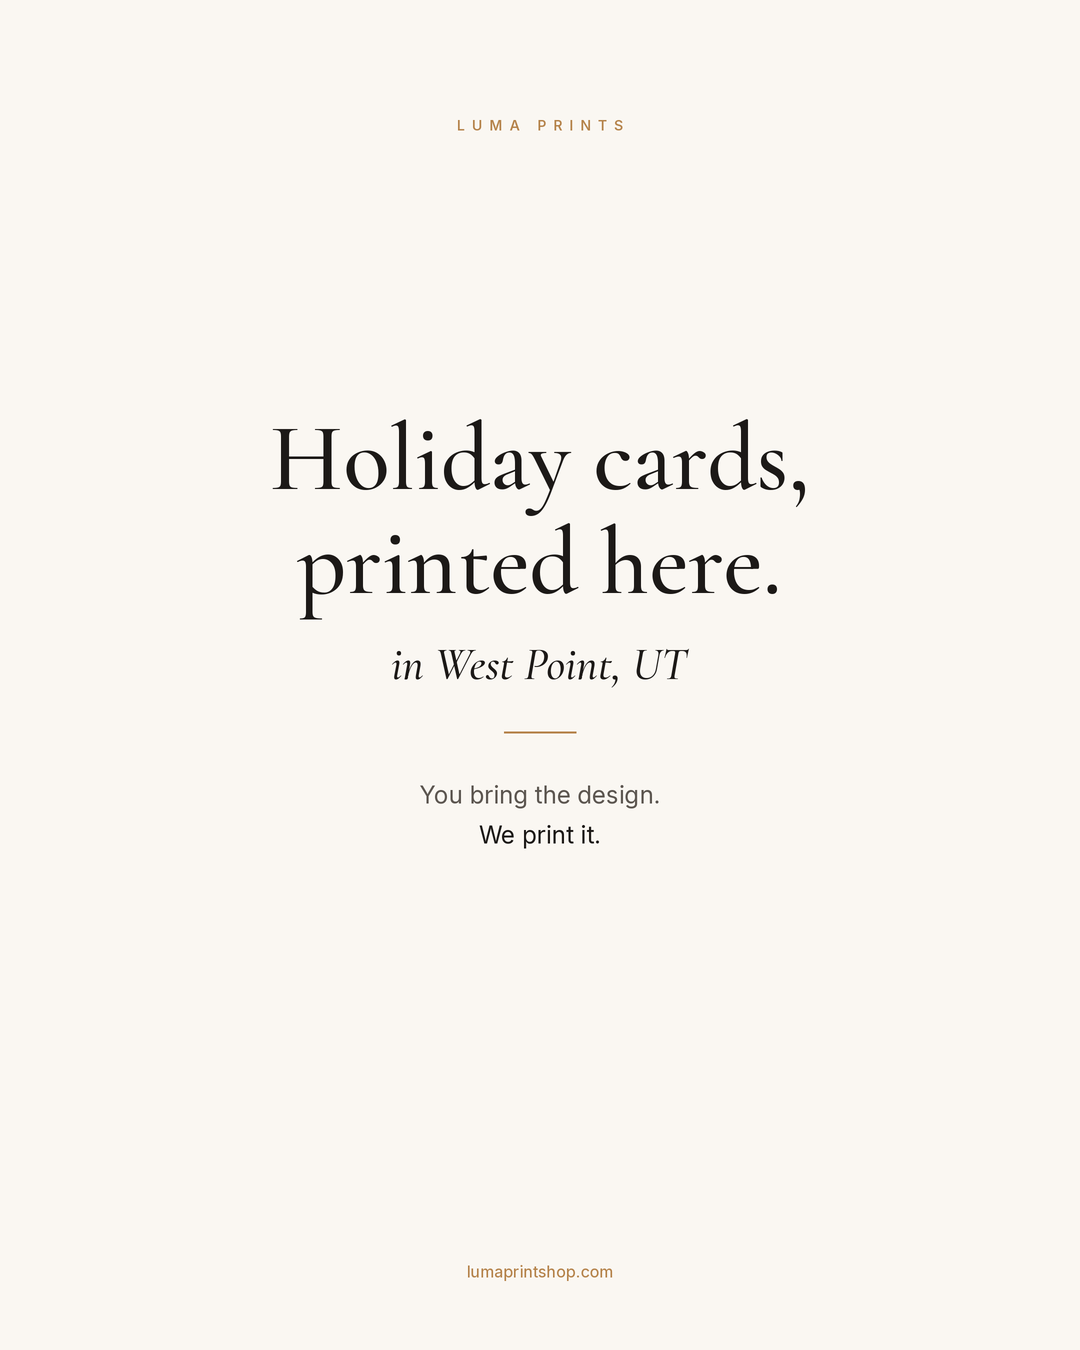 LUMA PRINTS
Holiday cards,
printed here.
in West Point, UT
You bring the design.
We print it.
lumaprintshop.com